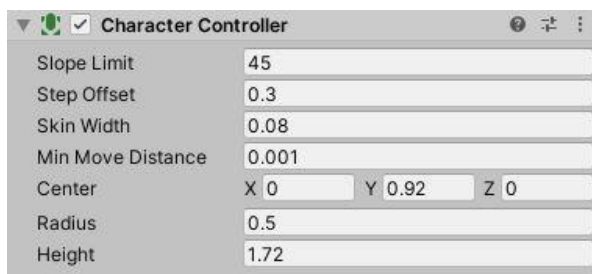 Character Controller
Slope Limit 45
Step Offset 0.3
Skin Width 0.08
Min Move Distance 0.001
Center X 0 Y 0.92 Z 0
Radius 0.5
Height 1.72